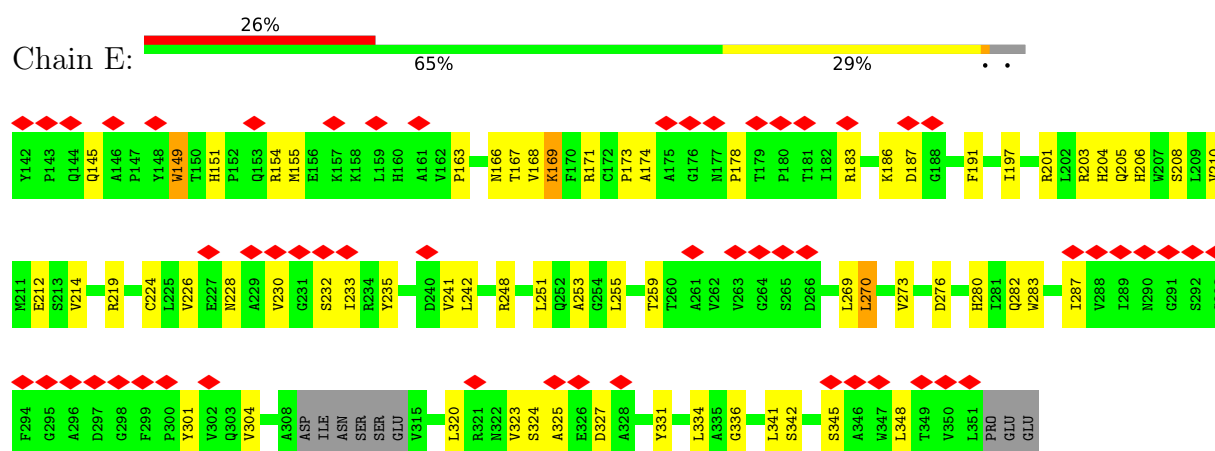 26%
Chain E:
65% 29% • •
Y142 P143 Q144 Q145 A146 P147 Y148 W149 T150 H151 P152 Q153 R154 M155 E156 K157 K158 L159 H160 A161 V162 P163 N166 T167 V168 K169 F170 R171 C172 P173 A174 A175 G176 N177 P178 T179 P180 T181 I182 R183 K186 D187 G188 F191 I197 R201 L202 R203 H204 Q205 H206 W207 S208 L209 V210
M211 E212 S213 V214 R219 C224 L225 V226 E227 N228 A229 V230 G231 S232 I233 R234 Y235 D240 V241 L242 R248 L251 Q252 A253 G254 L255 T259 T260 A261 V262 V263 G264 S265 D266 L269 L270 V273 D276 H280 I281 Q282 W283 I287 V288 I289 N290 G291 S292
F294 G295 A296 D297 G298 F299 P300 Y301 V302 Q303 V304 A308 ASP ILE ASN SER SER GLU V315 L320 R321 N322 V323 S324 A325 E326 D327 A328 Y331 L334 A335 G336 L341 S342 S345 A346 W347 L348 T349 V350 L351 PRO GLU GLU